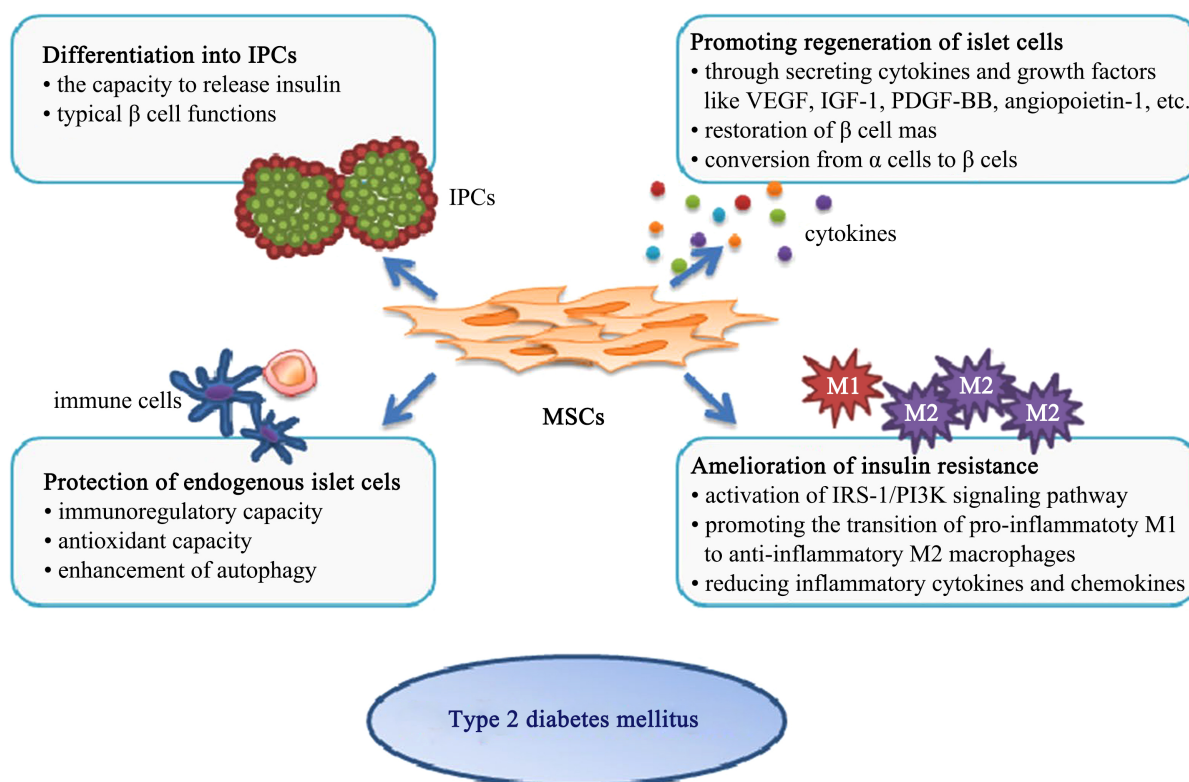 Differentiation into IPCs
• the capacity to release insulin
• typical β cell functions
IPCs
Promoting regeneration of islet cells
• through secreting cytokines and growth factors
like VEGF, IGF-1, PDGF-BB, angiopoietin-1, etc.
• restoration of β cell mas
• conversion from α cells to β cels
cytokines
immune cells
MSCs
M1
M2
M2
M2
Protection of endogenous islet cels
• immunoregulatory capacity
• antioxidant capacity
• enhancement of autophagy
Amelioration of insulin resistance
• activation of IRS-1/PI3K signaling pathway
• promoting the transition of pro-inflammatoty M1
to anti-inflammatory M2 macrophages
• reducing inflammatory cytokines and chemokines
Type 2 diabetes mellitus